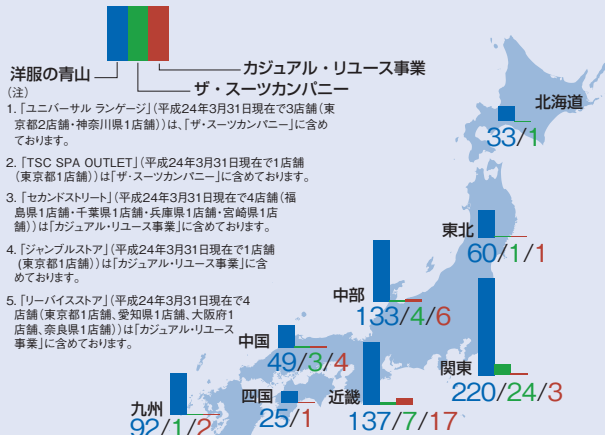 洋服の青山
カジュアル・リユース事業
ザ・スーツカンパニー
(注)
1. 「ユニバーサル ランゲージ」(平成24年3月31日現在で3店舗(東
京都2店舗・神奈川県1店舗))は、「ザ・スーツカンパニー」に含め
ております。
2. 「TSC SPA OUTLET」(平成24年3月31日現在で1店舗
(東京都1店舗))は「ザ・スーツカンパニー」に含めております。
3. 「セカンドストリート」(平成24年3月31日現在で4店舗(福
島県1店舗・千葉県1店舗・兵庫県1店舗・宮崎県1店
舗))は「カジュアル・リユース事業」に含めております。
4. 「ジャンブルストア」(平成24年3月31日現在で1店舗
(東京都1店舗))は「カジュアル・リユース事業」に含
めております。
5. 「リーバイスストア」(平成24年3月31日現在で4
店舗(東京都1店舗、愛知県1店舗、大阪府1
店舗、奈良県1店舗))は「カジュアル・リユース
事業」に含めております。
北海道
33/1
東北
60/1/1
中部
133/4/6
関東
220/24/3
中国
49/3/4
近畿
137/7/17
四国
25/1
九州
92/1/2